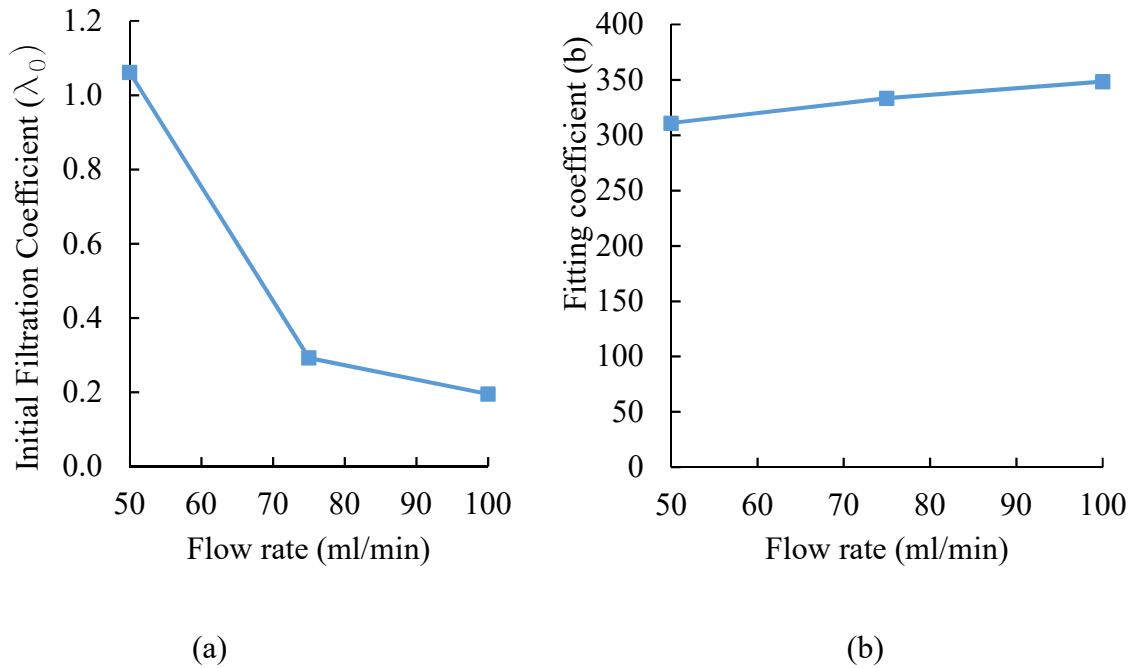 Initial Filtration Coefficient (λ₀)
1.2
1.0
0.8
0.6
0.4
0.2
0.0
50 60 70 80 90 100
Flow rate (ml/min)
(a)
Fitting coefficient (b)
400
350
300
250
200
150
100
50
0
50 60 70 80 90 100
Flow rate (ml/min)
(b)